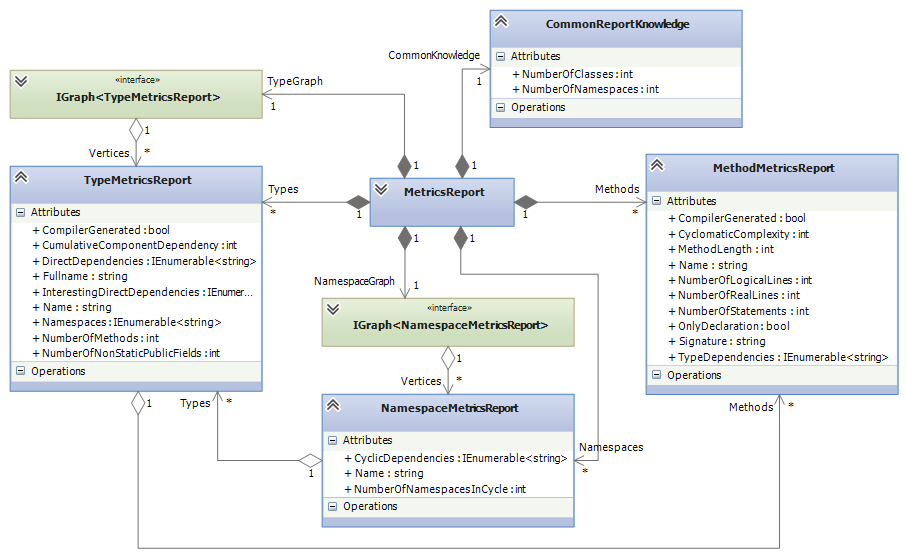 CommonReportKnowledge
Attributes
+ NumberOfClasses : int
+ NumberOfNamespaces : int
Operations
CommonKnowledge
1
1
«interface»
IGraph<TypeMetricsReport>
TypeGraph
1
1
1
Vertices
*
TypeMetricsReport
Attributes
+ CompilerGenerated : bool
+ CumulativeComponentDependency : int
+ DirectDependencies : IEnumerable<string>
+ Fullname : string
+ InterestingDirectDependencies : IEnumer...
+ Name : string
+ Namespaces : IEnumerable<string>
+ NumberOfMethods : int
+ NumberOfNonStaticPublicFields : int
Operations
Types
*
1
MetricsReport
1
Methods
*
MethodMetricsReport
Attributes
+ CompilerGenerated : bool
+ CyclomaticComplexity : int
+ MethodLength : int
+ Name : string
+ NumberOfLogicalLines : int
+ NumberOfRealLines : int
+ NumberOfStatements : int
+ OnlyDeclaration : bool
+ Signature : string
+ TypeDependencies : IEnumerable<string>
Operations
1
1
NamespaceGraph
1
«interface»
IGraph<NamespaceMetricsReport>
1
Vertices
*
NamespaceMetricsReport
Attributes
+ CyclicDependencies : IEnumerable<string>
+ Name : string
+ NumberOfNamespacesInCycle : int
Operations
Namespaces
*
1
Types
*
1
Methods
*